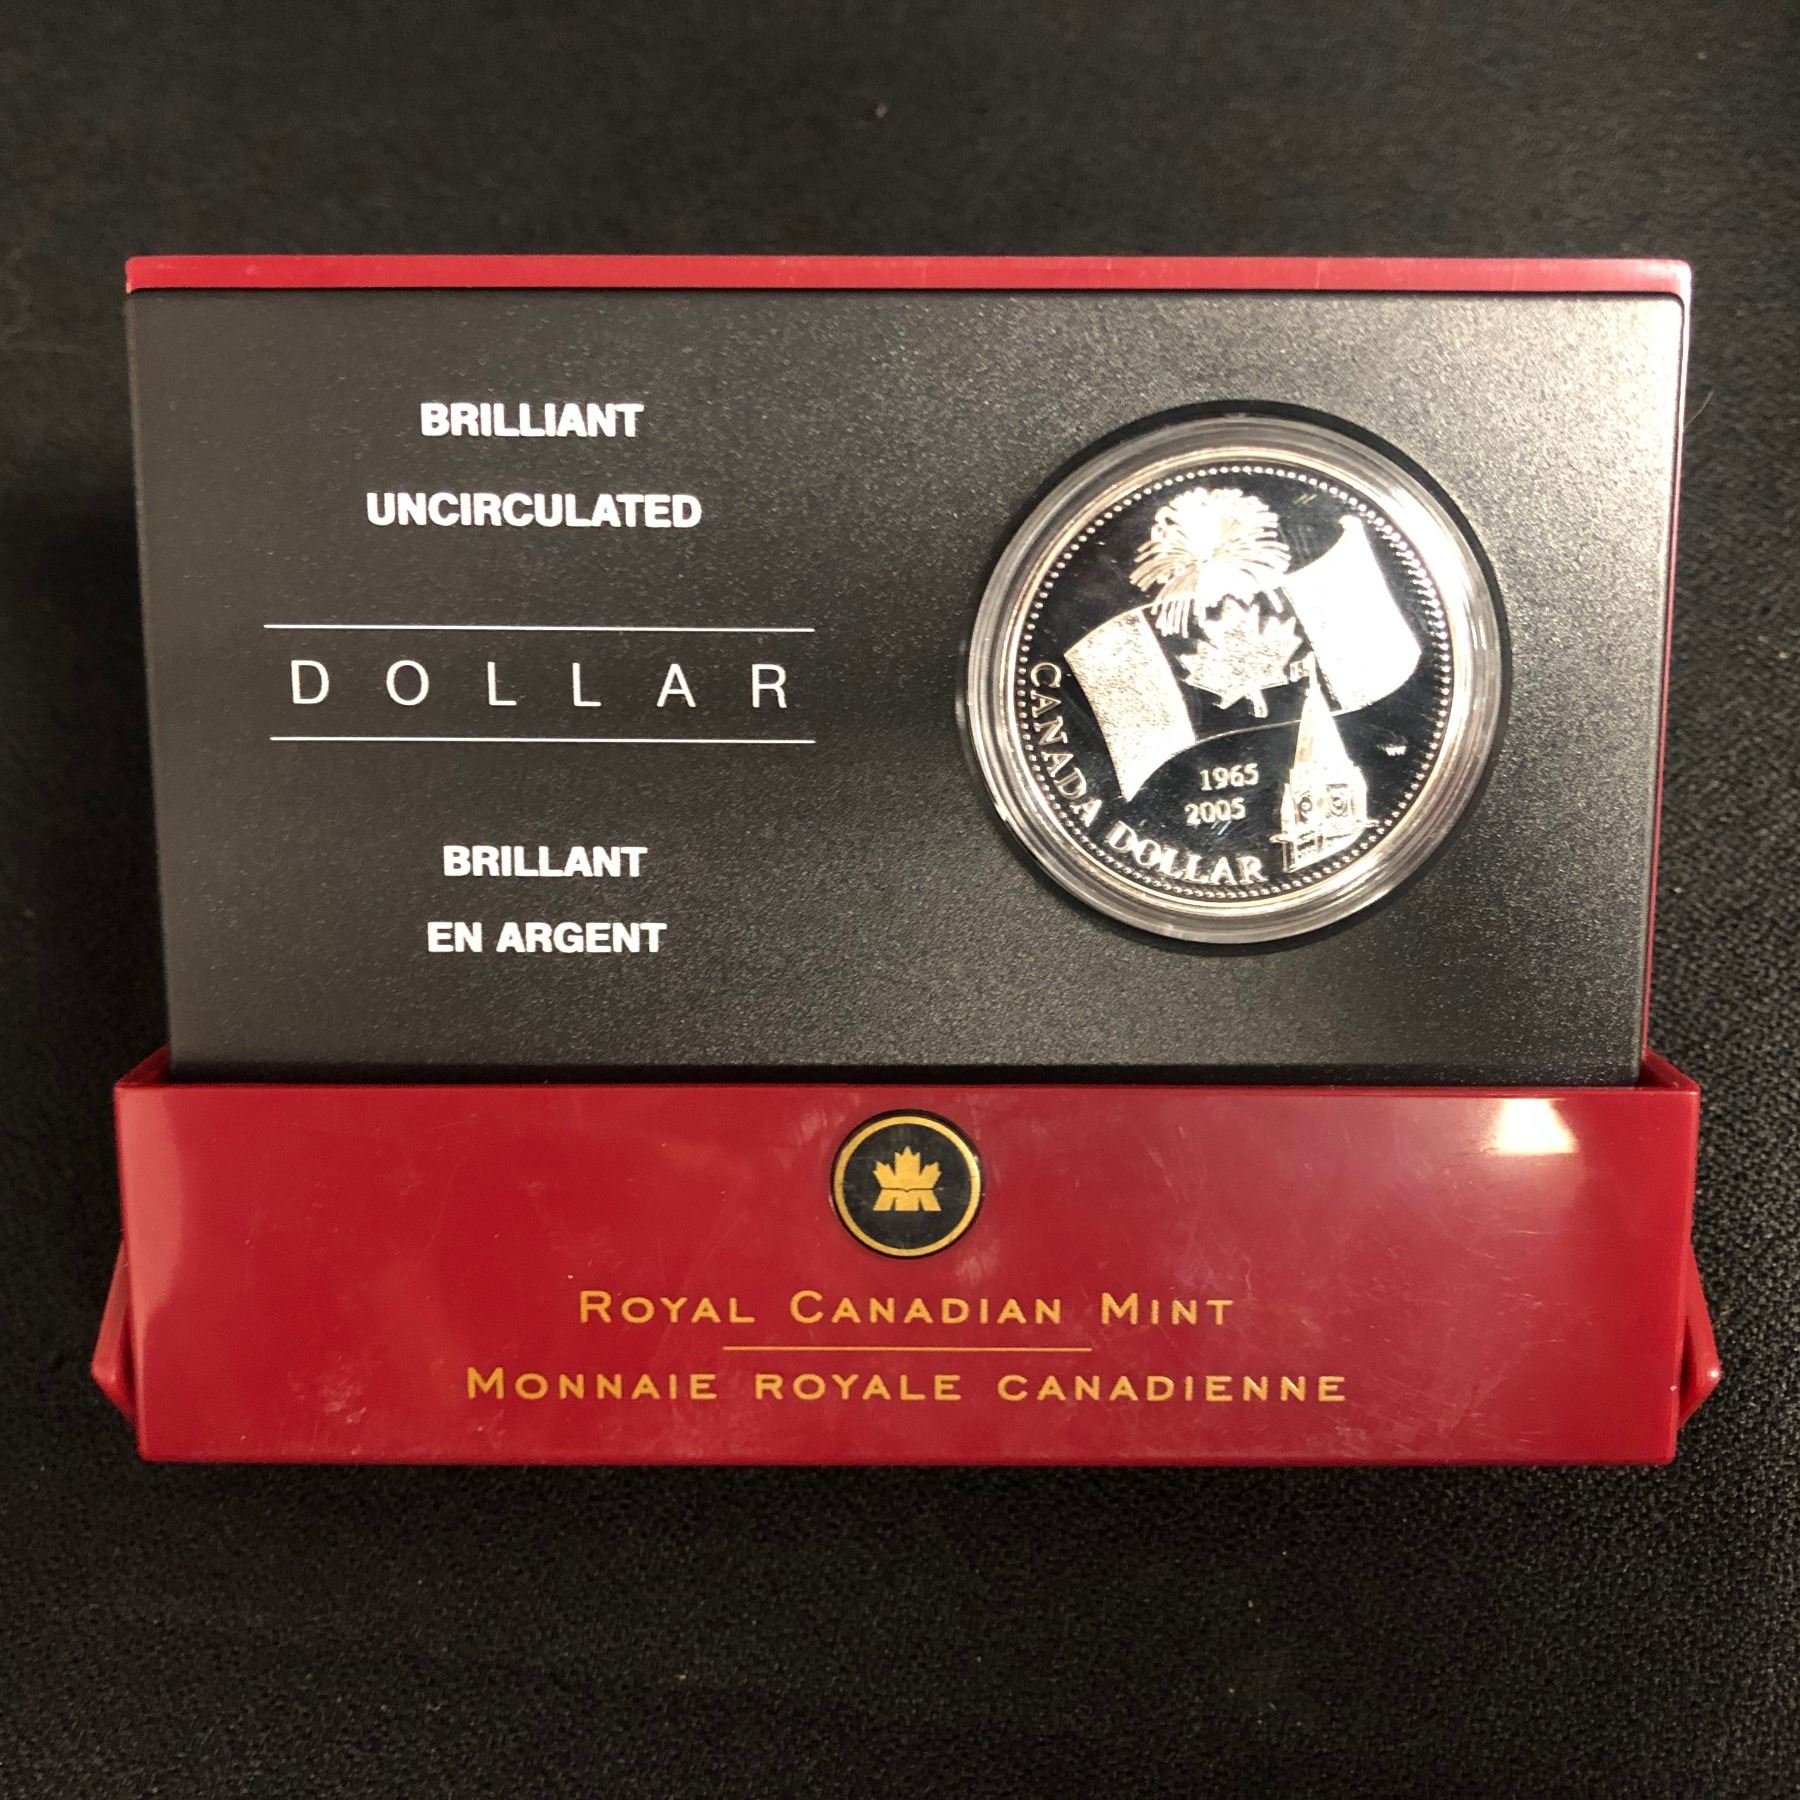 BRILLIANT
UNCIRCULATED
DOLLAR
BRILLANT
EN ARGENT
CANADA DOLLAR
1965
2005
ROYAL CANADIAN MINT
MONNAIE ROYALE CANADIENNE